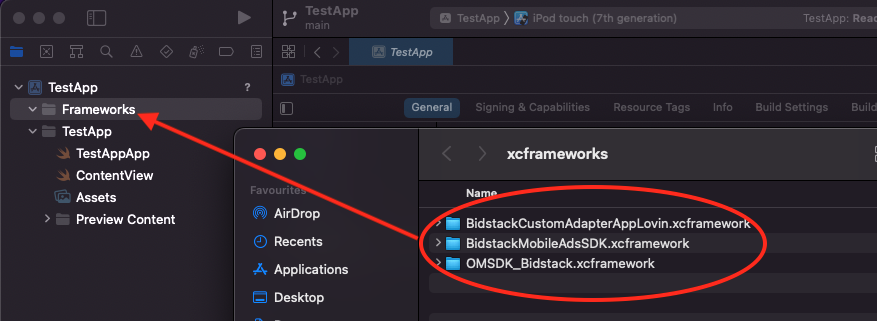 TestApp
main
TestApp
iPod touch (7th generation)
TestApp: Rea
TestApp
TestApp
General
Signing & Capabilities
Resource Tags
Info
Build Settings
Build
TestApp
?
Frameworks
TestApp
TestAppApp
ContentView
Assets
Preview Content
xcframeworks
Favourites
AirDrop
Recents
Applications
Desktop
Name
BidstackCustomAdapterAppLovin.xcframework
BidstackMobileAdsSDK.xcframework
OMSDK_Bidstack.xcframework